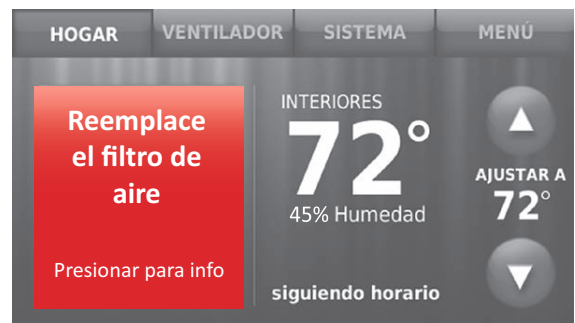 HOGAR
VENTILADOR
SISTEMA
MENÚ
Reemplace
el filtro de
aire
Presionar para info
INTERIORES
72°
45% Humedad
siguiendo horario
AJUSTAR A
72°